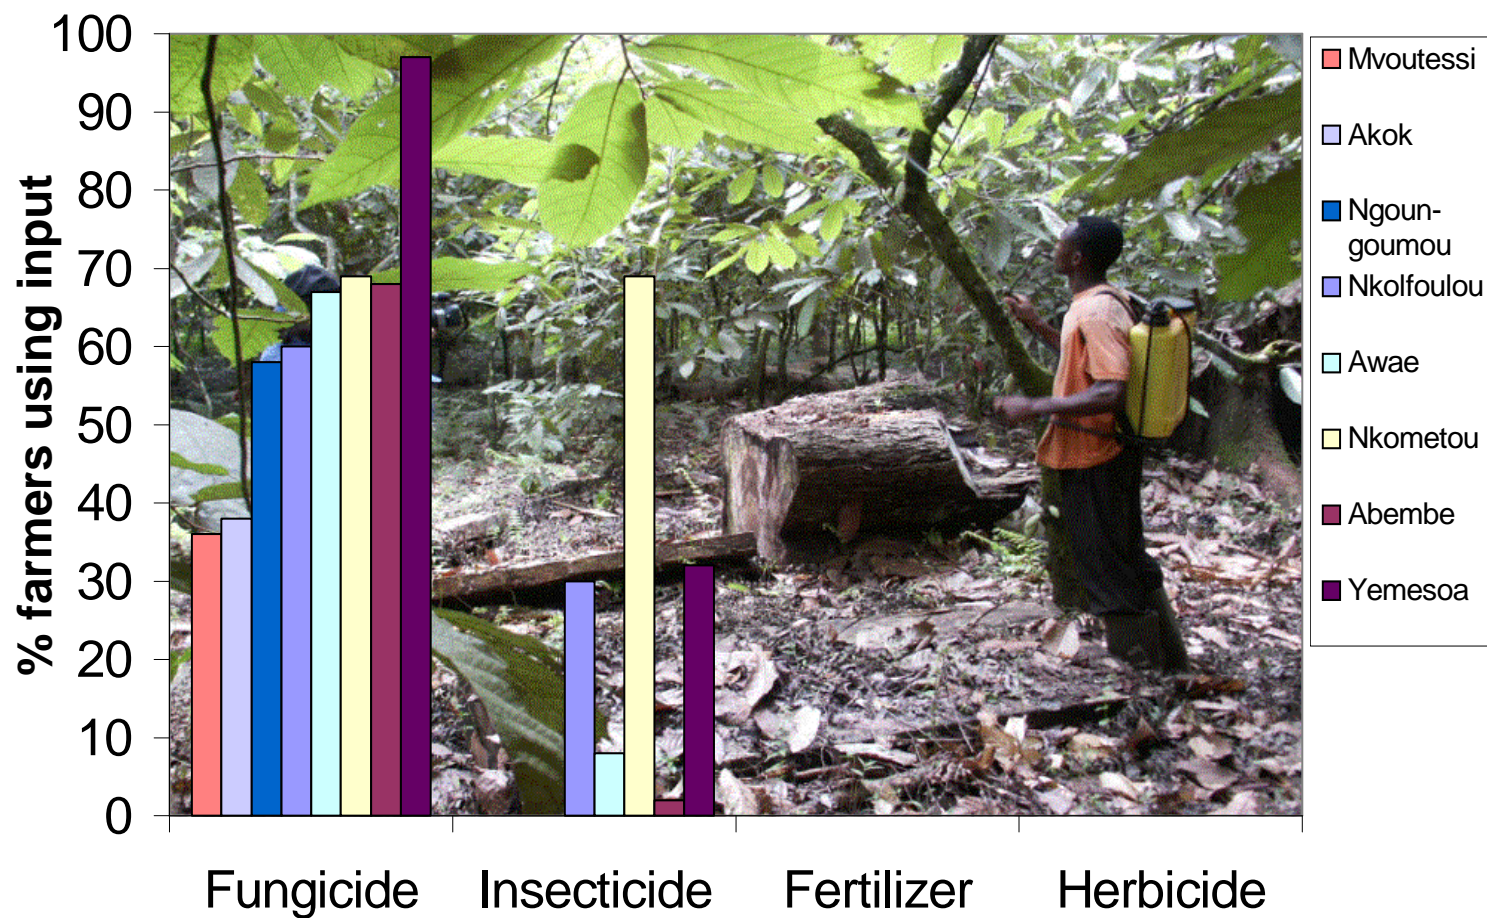 100
90
80
70
60
50
40
30
20
10
0
% farmers using input
Fungicide
Insecticide
Fertilizer
Herbicide
Mvoutessi
Akok
Ngoun-
goumou
Nkolfoulou
Awae
Nkometou
Abembe
Yemesoa